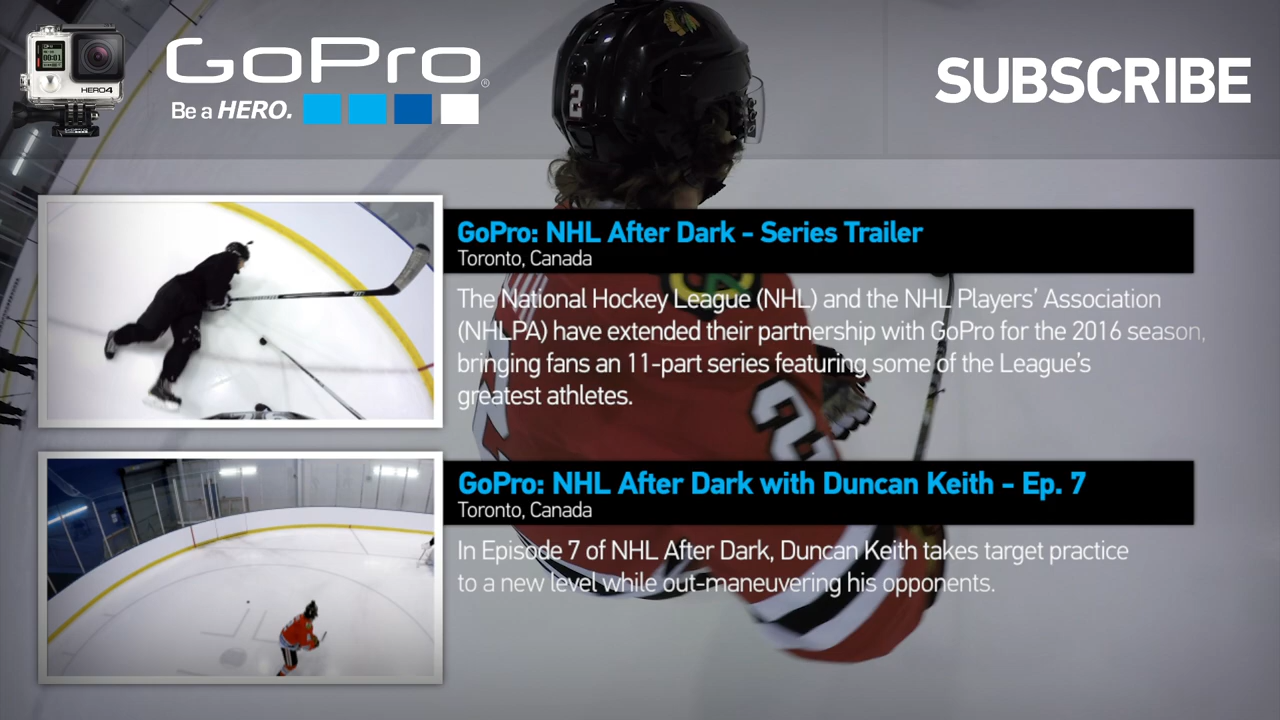 GoPro®
Be a HERO.
SUBSCRIBE
HERO4
2
GoPro: NHL After Dark - Series Trailer
Toronto, Canada
The National Hockey League (NHL) and the NHL Players' Association
(NHLPA) have extended their partnership with GoPro for the 2016 season,
bringing fans an 11-part series featuring some of the League's
greatest athletes.
2
GoPro: NHL After Dark with Duncan Keith - Ep. 7
Toronto, Canada
In Episode 7 of NHL After Dark, Duncan Keith takes target practice
to a new level while out-maneuvering his opponents.